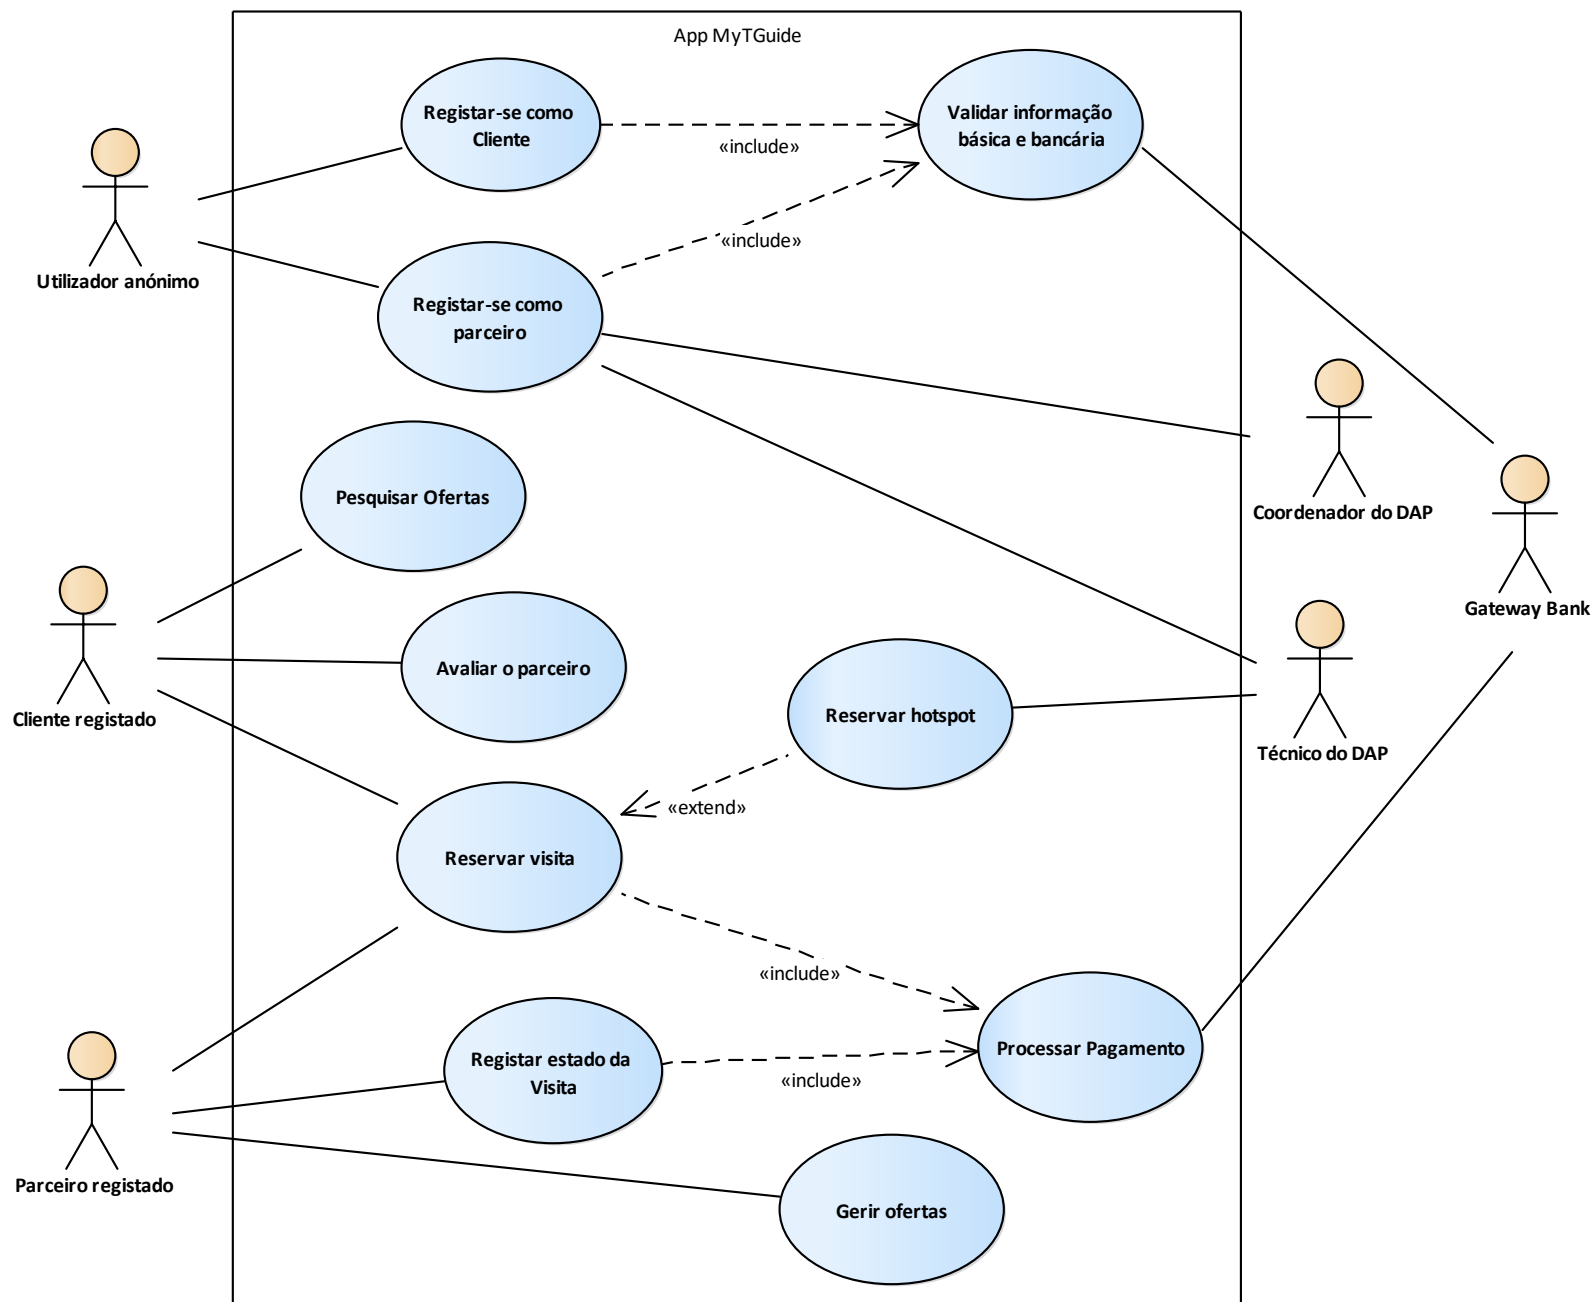 App MyTGuide
Registar-se como
Cliente
«include»
Validar informação
básica e bancária
Utilizador anónimo
«include»
Registar-se como
parceiro
Pesquisar Ofertas
Coordenador do DAP
Gateway Bank
Cliente registado
Avaliar o parceiro
Reservar hotspot
Técnico do DAP
«extend»
Reservar visita
«include»
Registar estado da
Visita
«include»
Processar Pagamento
Parceiro registado
Gerir ofertas